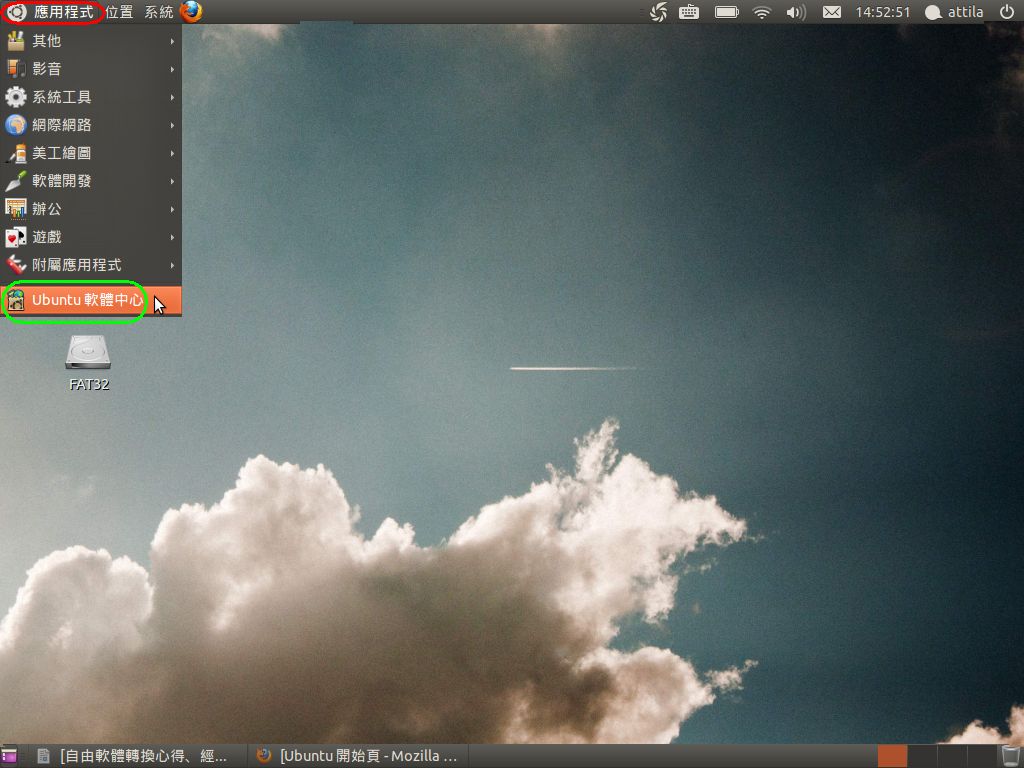 應用程式 位置 系統 14:52:51 attila
其他
影音
系統工具
網際網路
美工繪圖
軟體開發
辦公
遊戲
附屬應用程式
Ubuntu 軟體中心
FAT32
[自由軟體轉換心得、經... [Ubuntu 開始頁 - Mozilla ...